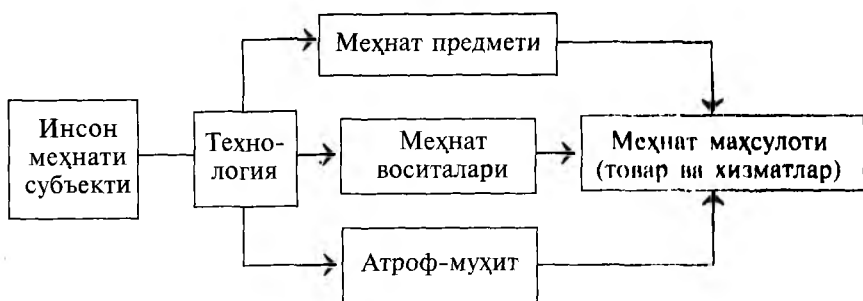 Меҳнат предмети
Инсон
меҳнати
субъекти
Техно-
логия
Меҳнат
воситалари
Меҳнат маҳсулоти
(товар ва хизматлар)
Атроф-муҳит